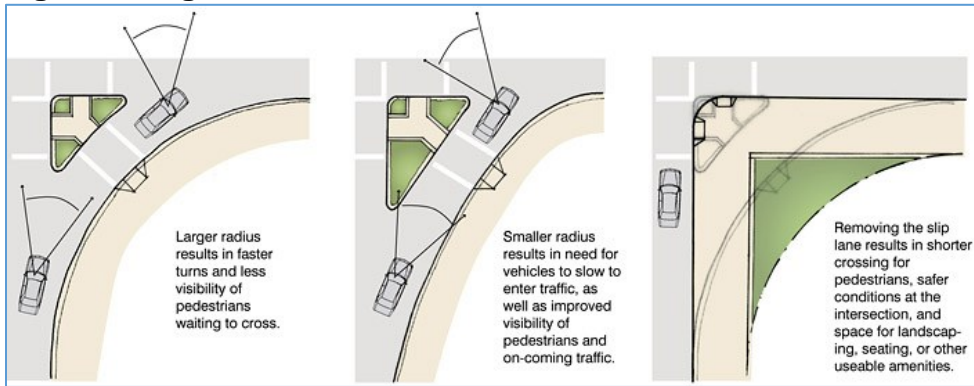 Larger radius
results in faster
turns and less
visibility of
pedestrians
waiting to cross.
Smaller radius
results in need for
vehicles to slow to
enter traffic, as
well as improved
visibility of
pedestrians and
on-coming traffic.
Removing the slip
lane results in shorter
crossing for
pedestrians, safer
conditions at the
intersection, and
space for landscap-
ing, seating, or other
useable amenities.